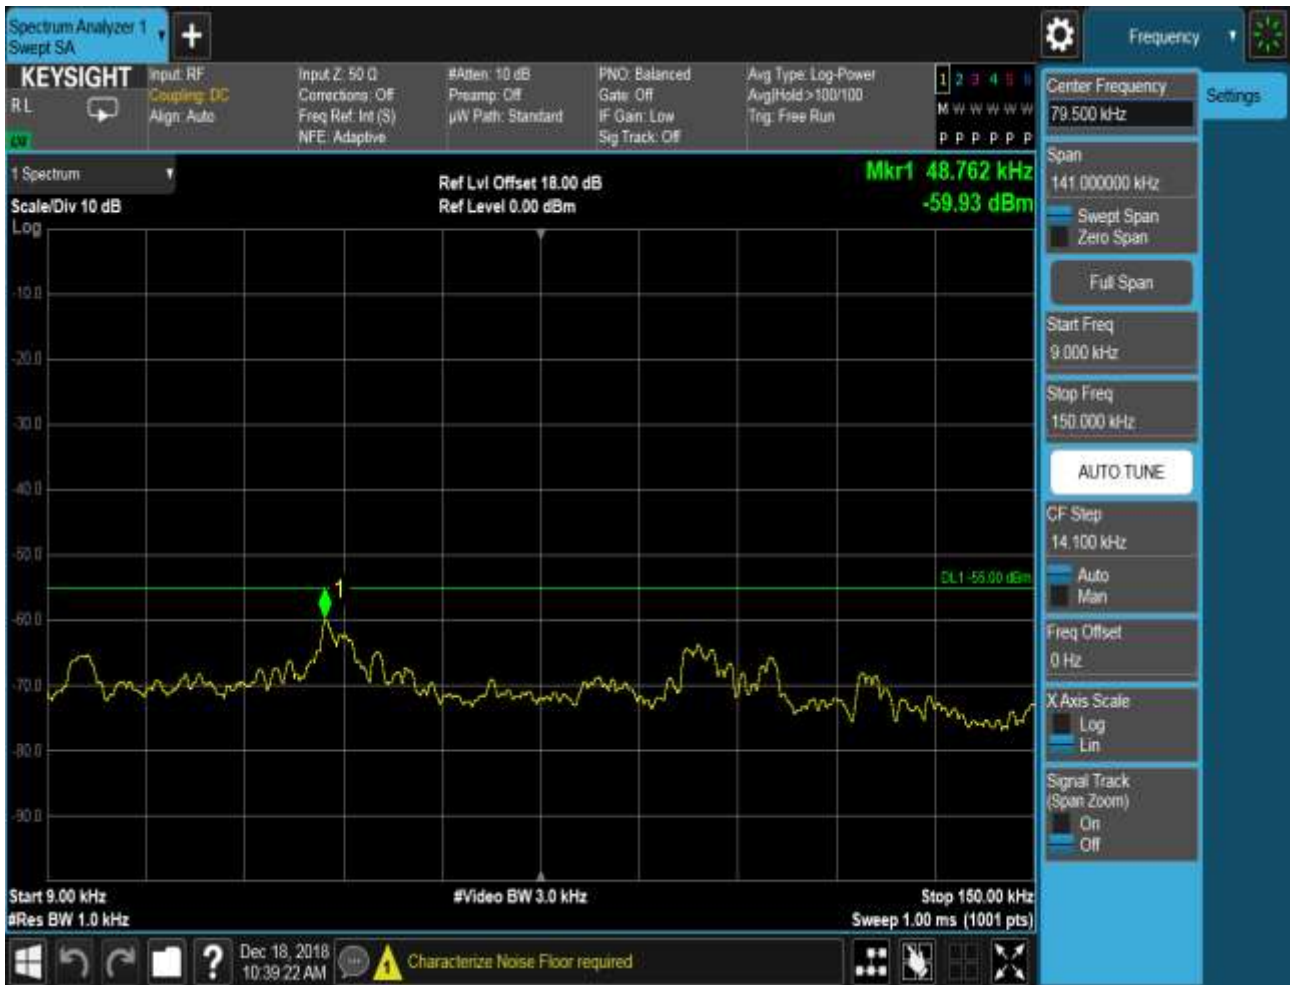 Spectrum Analyzer 1
Swept SA
Frequency
KEYSIGHT
R L
Input: RF
Coupling: DC
Align: Auto
Input Z: 50 Ω
Corrections: Off
Freq Ref: Int (S)
NFE: Adaptive
#Atten: 10 dB
Preamp: Off
µW Path: Standard
PNO: Balanced
Gate: Off
IF Gain: Low
Sig Track: Off
Avg Type: Log-Power
Avg|Hold:>100/100
Trig: Free Run
1 2 3 4 5 6
M W W W W W
P P P P P P
1 Spectrum
Scale/Div 10 dB
Log
Ref Lvl Offset 18.00 dB
Ref Level 0.00 dBm
Mkr1 48.762 kHz
-59.93 dBm
-10.0
-20.0
-30.0
-40.0
-50.0
-60.0
-70.0
-80.0
-90.0
1
DL1 -55.00 dBm
Start 9.00 kHz
#Res BW 1.0 kHz
#Video BW 3.0 kHz
Stop 150.00 kHz
Sweep 1.00 ms (1001 pts)
Dec 18, 2018
10:39:22 AM
Characterize Noise Floor required
Center Frequency
79.500 kHz
Settings
Span
141.000000 kHz
Swept Span
Zero Span
Full Span
Start Freq
9.000 kHz
Stop Freq
150.000 kHz
AUTO TUNE
CF Step
14.100 kHz
Auto
Man
Freq Offset
0 Hz
X Axis Scale
Log
Lin
Signal Track
(Span Zoom)
On
Off